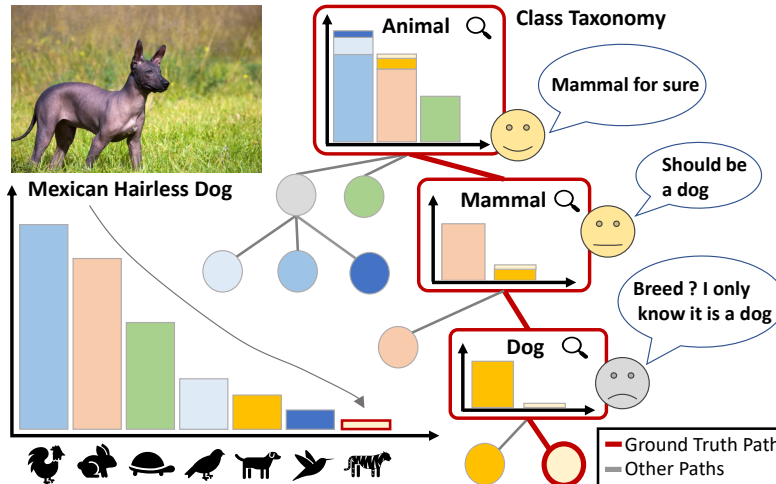 Animal
Class Taxonomy
Mammal for sure
Should be
a dog
Mexican Hairless Dog
Mammal
Breed ? I only
know it is a dog
Dog
Ground Truth Path
Other Paths